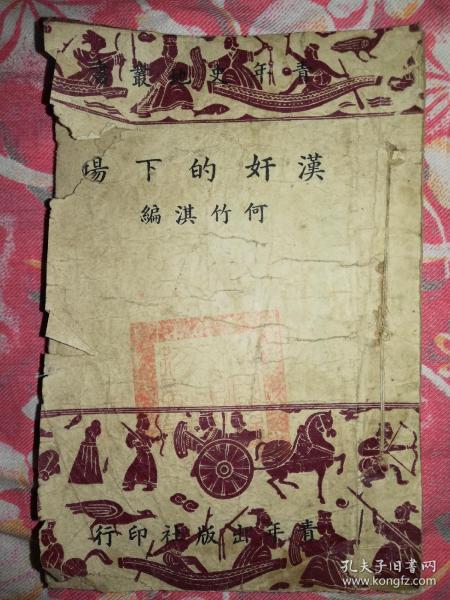 青年史地叢書
漢奸的下場
何竹淇編
青年出版社印行
孔夫子旧书网
www.kongfz.com